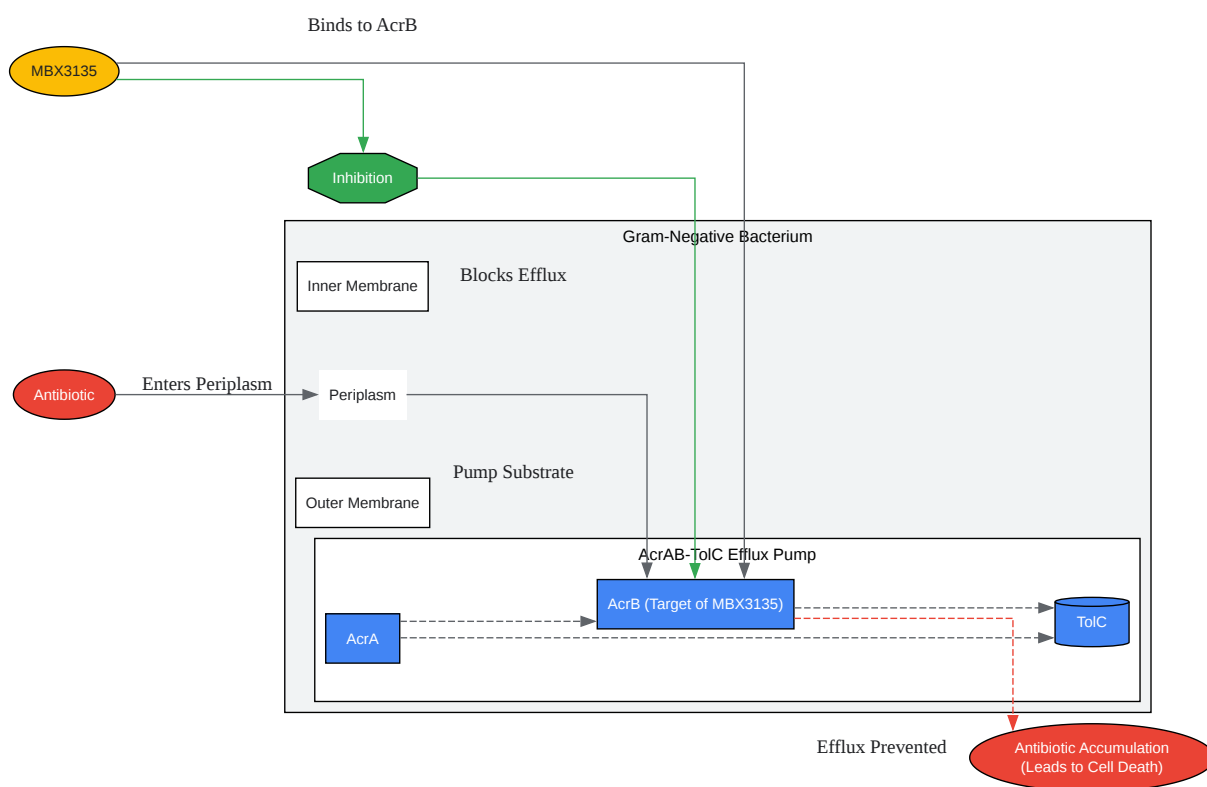 Binds to AcrB
MBX3135
Inhibition
Gram-Negative Bacterium
Inner Membrane
Blocks Efflux
Antibiotic
Enters Periplasm
Periplasm
Pump Substrate
Outer Membrane
AcrAB-TolC Efflux Pump
AcrB (Target of MBX3135)
AcrA
TolC
Efflux Prevented
Antibiotic Accumulation
(Leads to Cell Death)